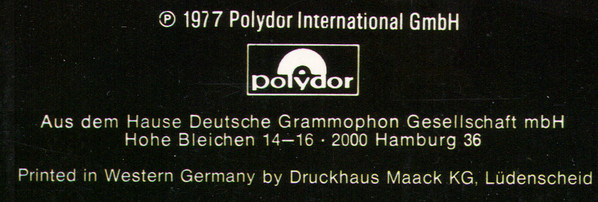 ℗ 1977 Polydor International GmbH
polydor
Aus dem Hause Deutsche Grammophon Gesellschaft mbH
Hohe Bleichen 14–16 · 2000 Hamburg 36
Printed in Western Germany by Druckhaus Maack KG, Lüdenscheid